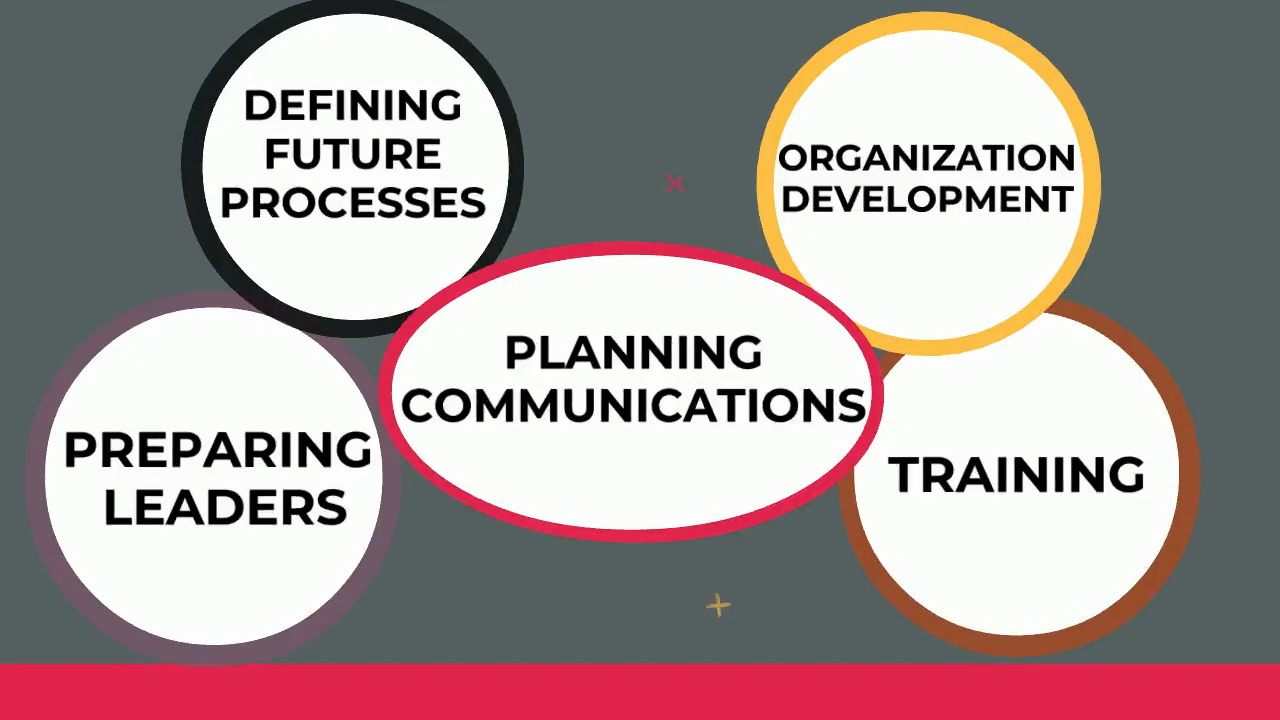 DEFINING
FUTURE
PROCESSES
ORGANIZATION
DEVELOPMENT
PLANNING
COMMUNICATIONS
PREPARING
LEADERS
TRAINING